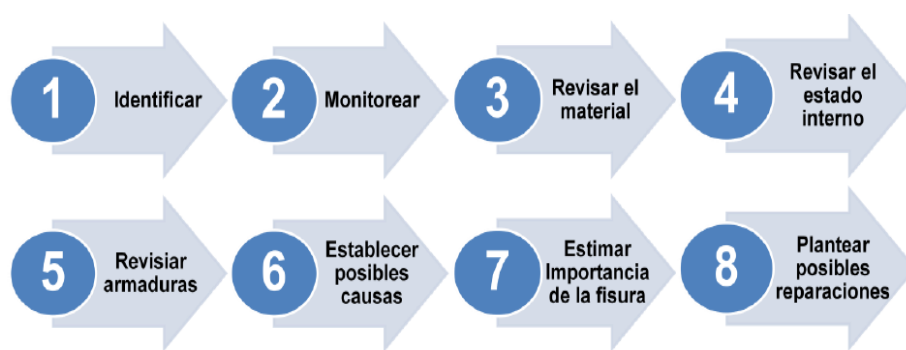 1 Identificar
2 Monitorear
3 Revisar el
material
4 Revisar el
estado
interno
5 Revisiar
armaduras
6 Establecer
posibles
causas
7 Estimar
Importancia
de la fisura
8 Plantear
posibles
reparaciones